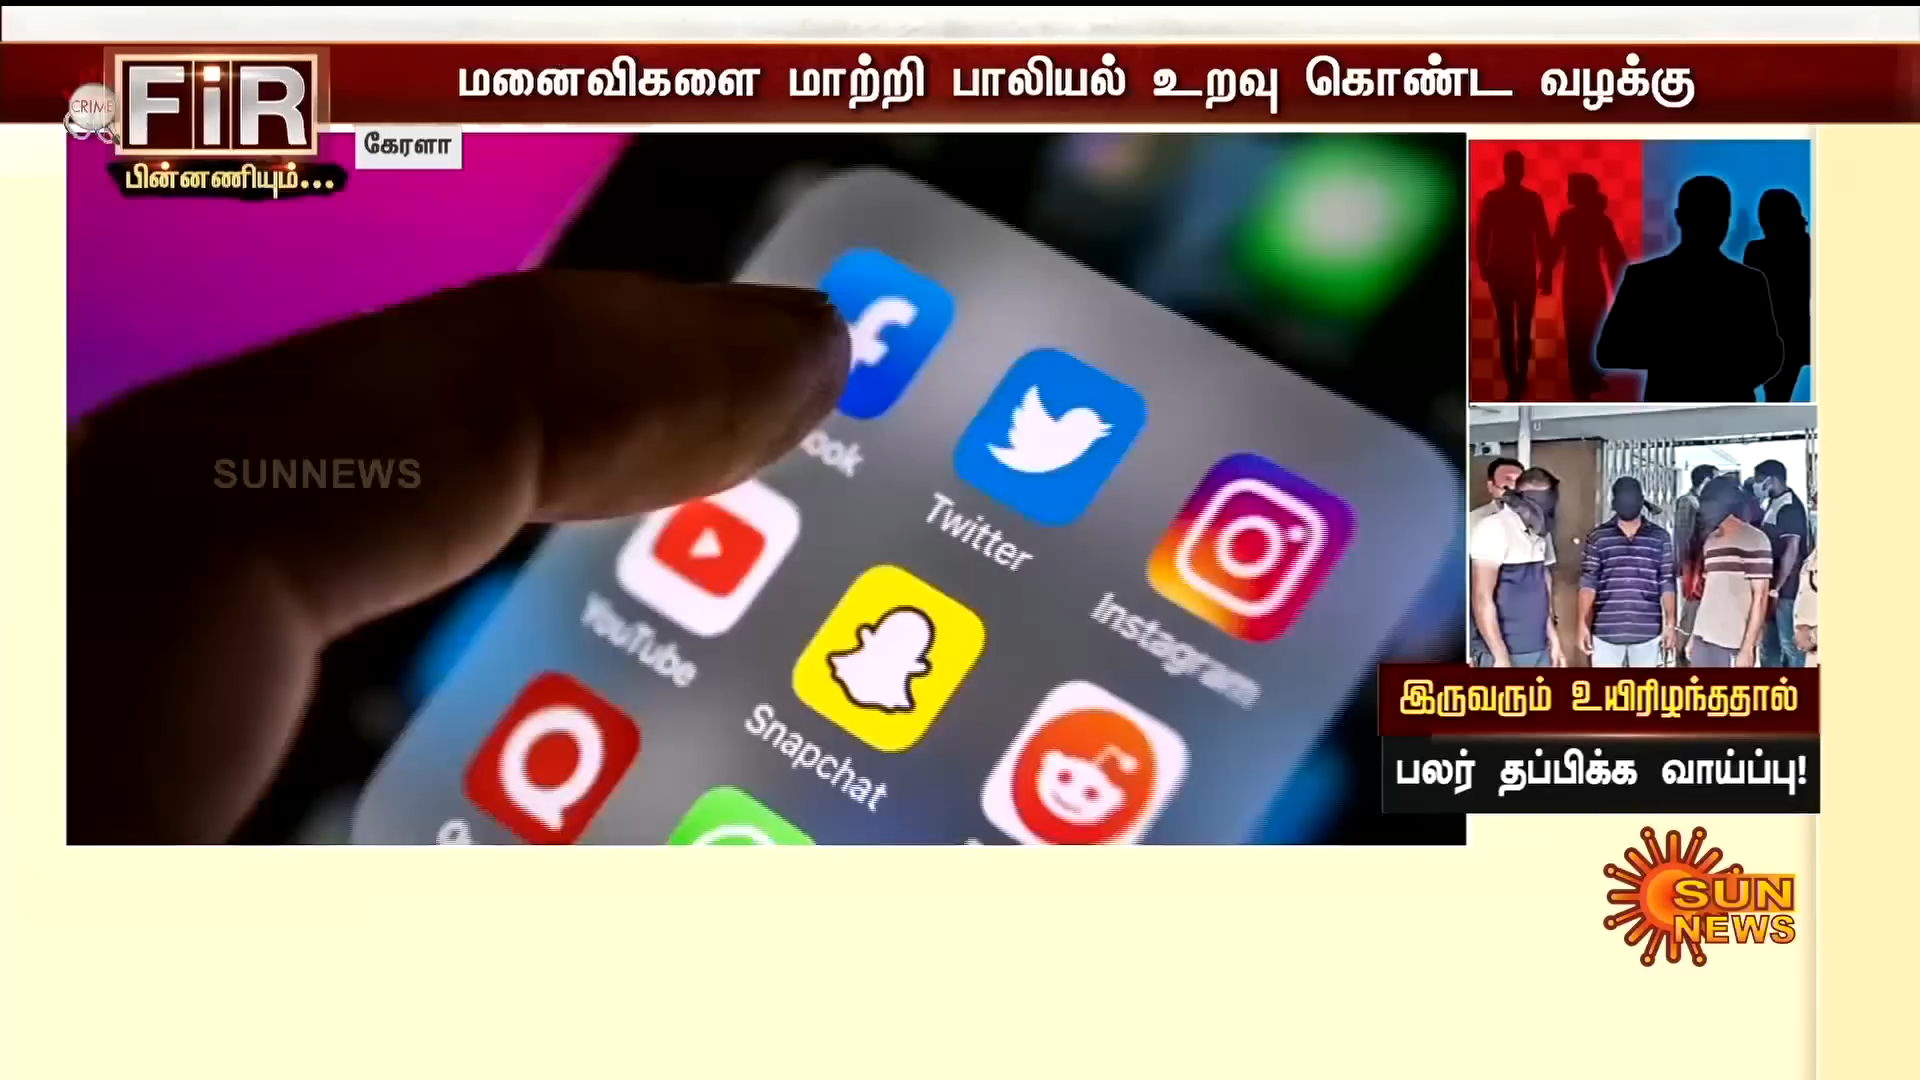 மனைவிகளை மாற்றி பாலியல் உறவு கொண்ட வழக்கு
CRIME
FiR
பின்னணியும்...
கேரளா
SUNNEWS
ook
Twitter
Instagram
YouTube
Snapchat
இருவரும் உயிரிழந்ததால்
பலர் தப்பிக்க வாய்ப்பு!
SUN
NEWS